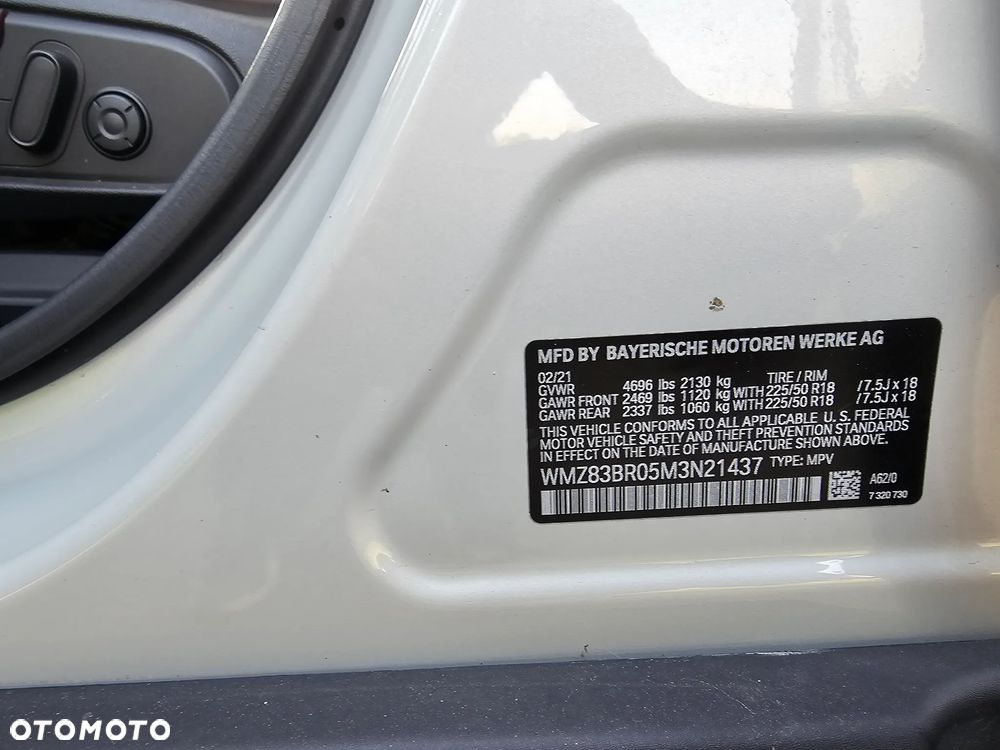 MFD BY BAYERISCHE MOTOREN WERKE AG
02/21
GVWR 4696 lbs 2130 kg TIRE / RIM
GAWR FRONT 2469 lbs 1120 kg WITH 225/50 R18 / 7.5J x 18
GAWR REAR 2337 lbs 1060 kg WITH 225/50 R18 / 7.5J x 18
THIS VEHICLE CONFORMS TO ALL APPLICABLE U. S. FEDERAL
MOTOR VEHICLE SAFETY AND THEFT PREVENTION STANDARDS
IN EFFECT ON THE DATE OF MANUFACTURE SHOWN ABOVE.
WMZ83BR05M3N21437 TYPE: MPV
A62/0
7 320 730
OTOMOTO